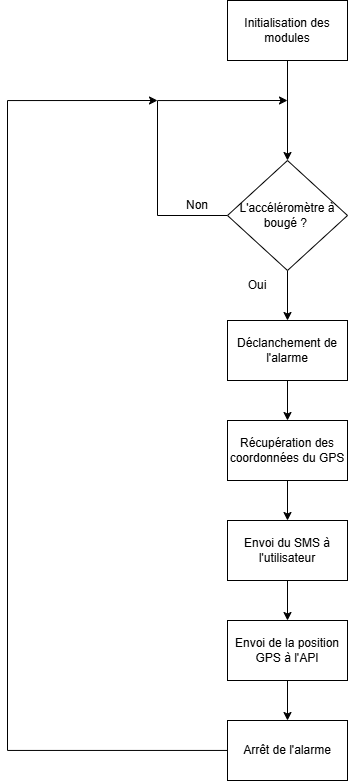 Initialisation des
modules
L'accéléromètre à
bougé ?
Non
Oui
Déclanchement de
l'alarme
Récupération des
coordonnées du GPS
Envoi du SMS à
l'utilisateur
Envoi de la position
GPS à l'API
Arrêt de l'alarme